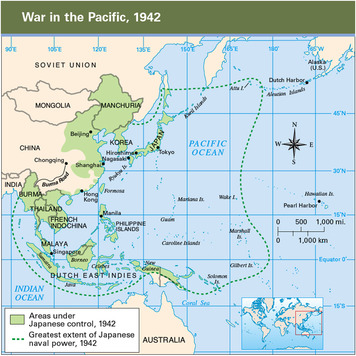 War in the Pacific, 1942
90°E
105°E
120°E
135°E
150°E
165°E
180°
165°W
Alaska
(U.S.)
SOVIET UNION
Dutch Harbor
Attu I.
Aleutian Islands
MONGOLIA
MANCHURIA
Kuril Islands
45°N
Beijing
KOREA
JAPAN
CHINA
Hiroshima
Tokyo
Nagasaki
PACIFIC
OCEAN
N
W
E
S
Chongqing
Shanghai
Ryukyu Is.
30°N
Burma Road
INDIA
BURMA
Hong
Kong
Formosa
Mariana Is.
Wake I.
Hawaiian Is.
Pearl Harbor
THAILAND
Manila
15°N
FRENCH
INDOCHINA
PHILIPPINE
ISLANDS
Guam
Marshall
Is.
0
500
1,000 mi.
0
1,000 km
MALAYA
Caroline Islands
Singapore
Borneo
Gilbert Is.
Equator 0°
Sumatra
Celebes
New
Guinea
DUTCH EAST INDIES
Java
Solomon
Is.
INDIAN
OCEAN
Coral Sea
15°S
AUSTRALIA
Areas under
Japanese control, 1942
Greatest extent of Japanese
naval power, 1942